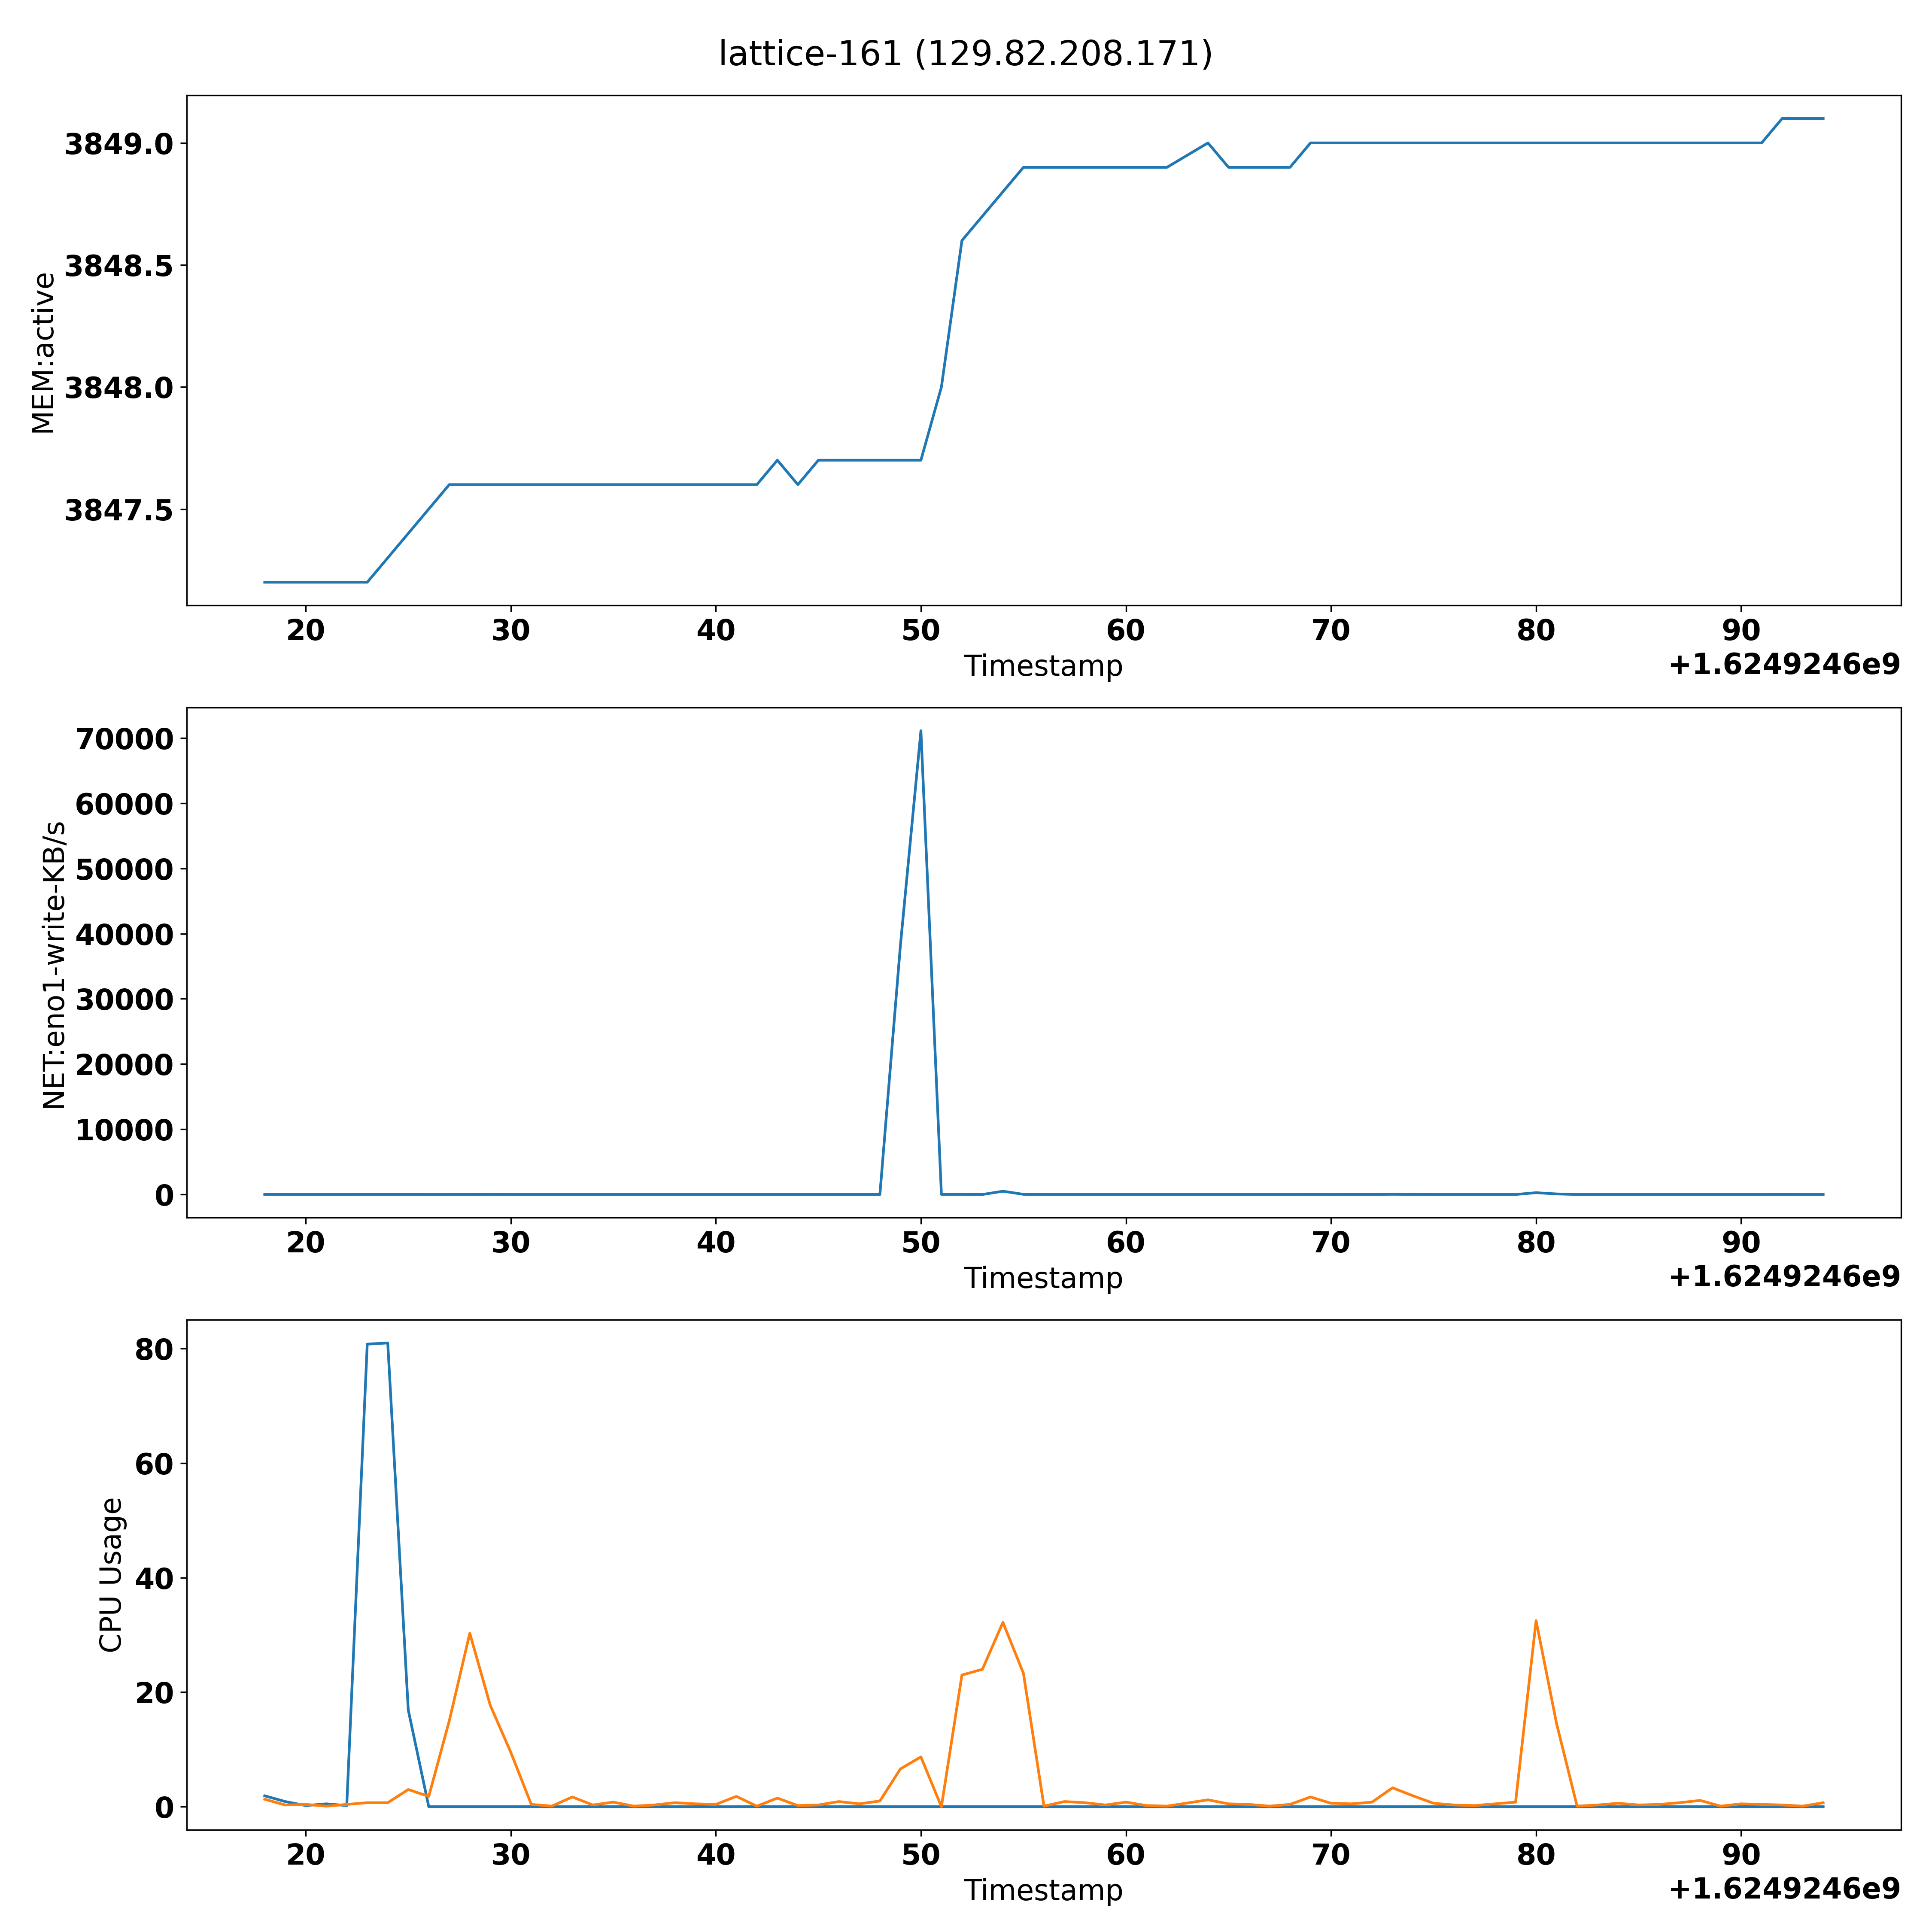 lattice-161 (129.82.208.171)
3849.0
3848.5
3848.0
3847.5
MEM:active
20 30 40 50 60 70 80 90
Timestamp
+1.6249246e9
70000
60000
50000
40000
30000
20000
10000
0
NET:eno1-write-KB/s
20 30 40 50 60 70 80 90
Timestamp
+1.6249246e9
80
60
40
20
0
CPU Usage
20 30 40 50 60 70 80 90
Timestamp
+1.6249246e9